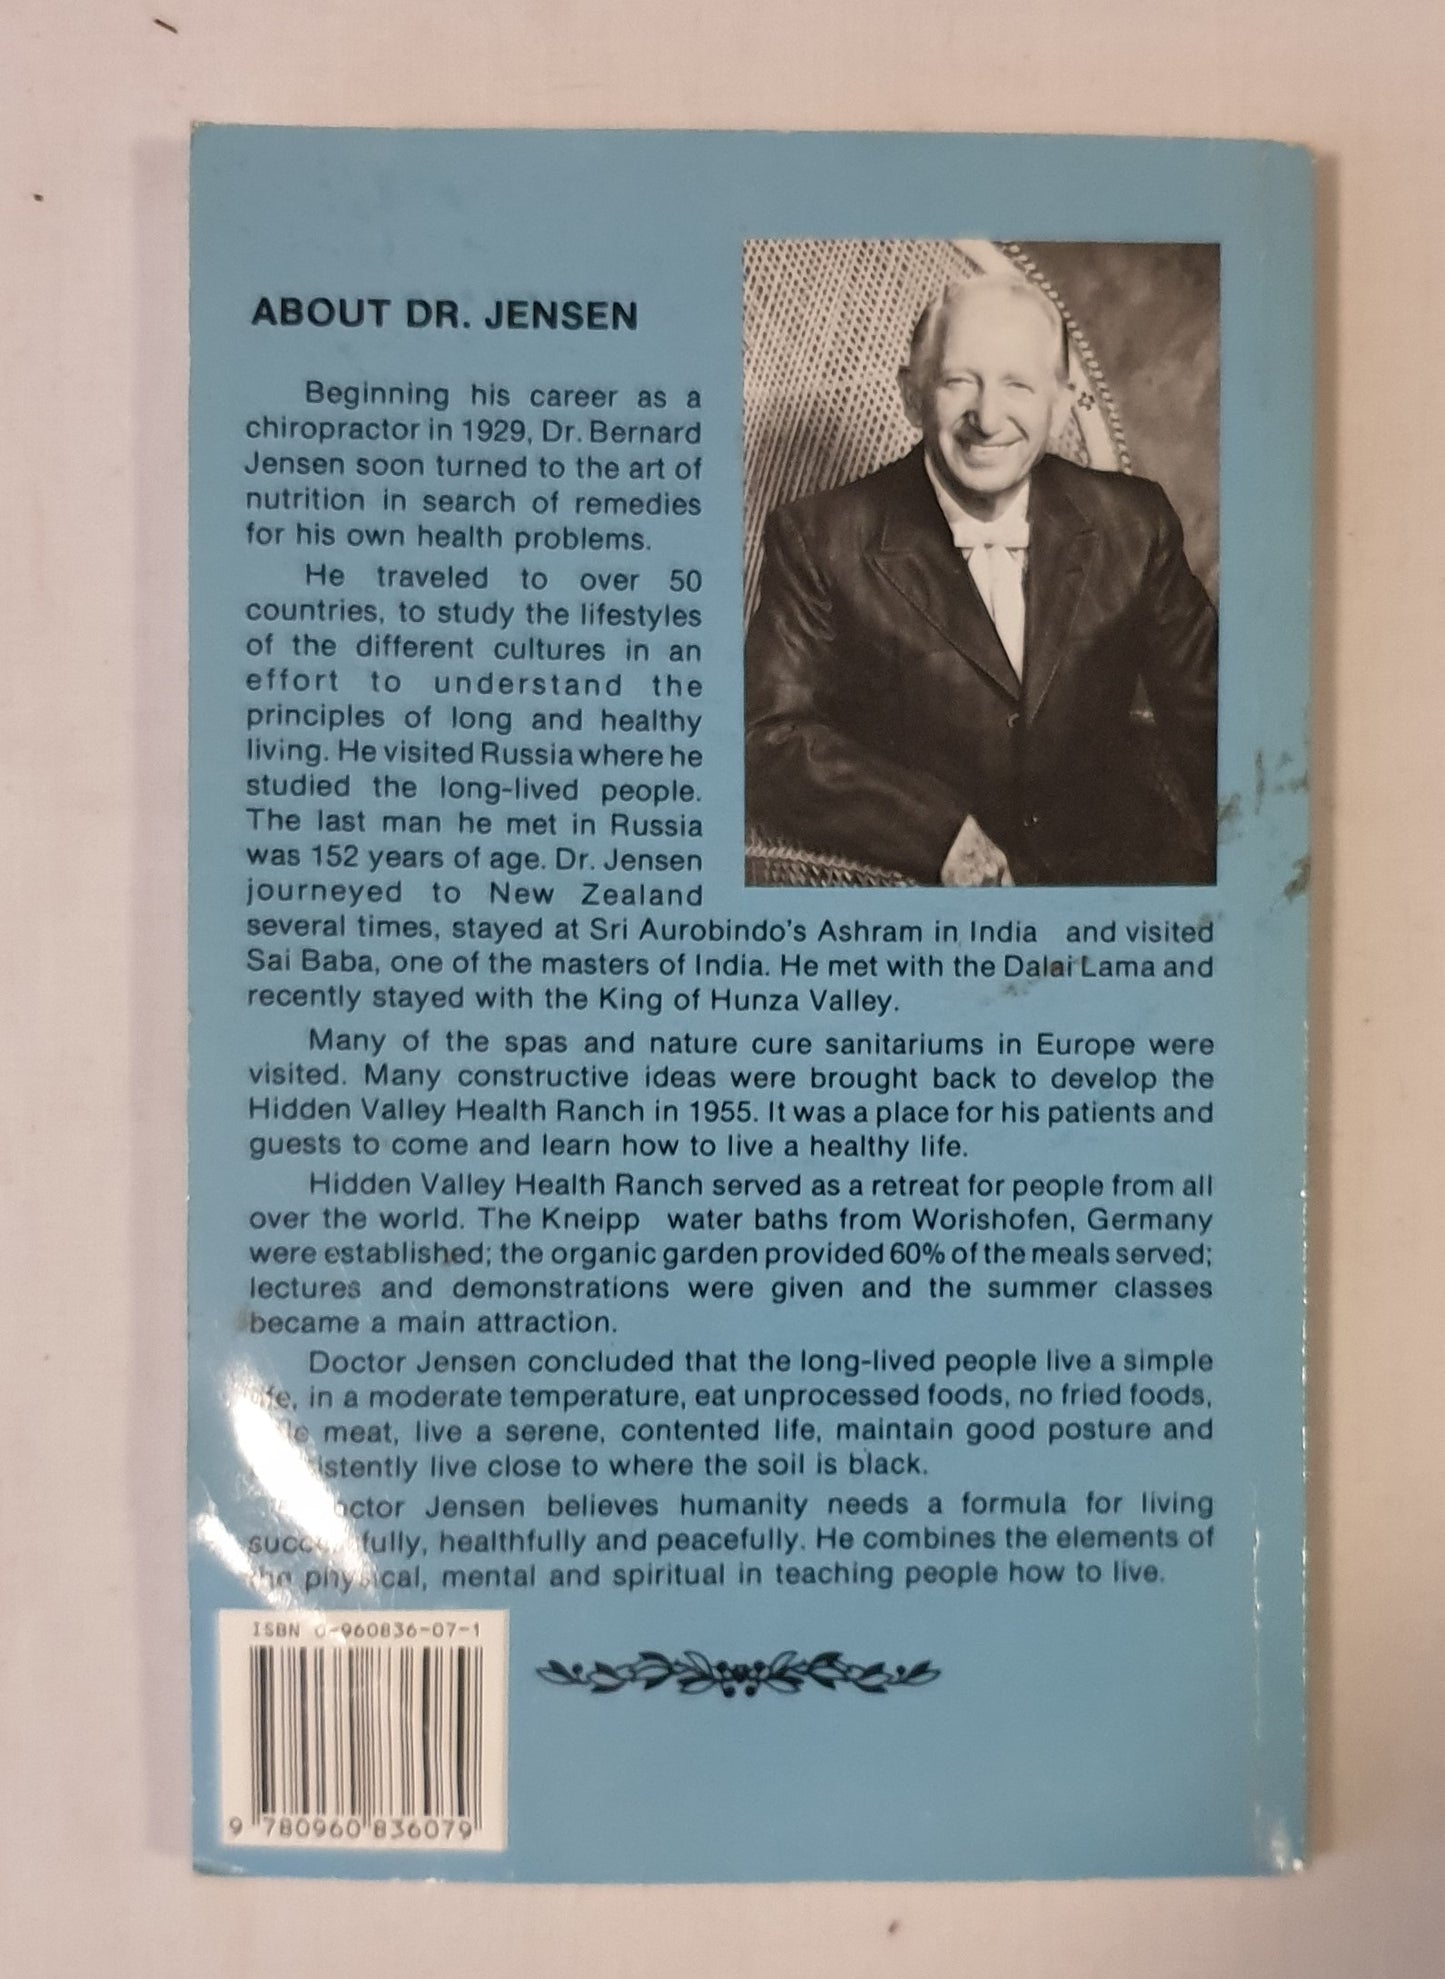 ABOUT DR. JENSEN
Beginning his career as a
chiropractor in 1929, Dr. Bernard
Jensen soon turned to the art of
nutrition in search of remedies
for his own health problems.
He traveled to over 50
countries, to study the lifestyles
of the different cultures in an
effort to understand the
principles of long and healthy
living. He visited Russia where he
studied the long-lived people.
The last man he met in Russia
was 152 years of age. Dr. Jensen
journeyed to New Zealand
several times, stayed at Sri Aurobindo's Ashram in India and visited
Sai Baba, one of the masters of India. He met with the Dalai Lama and
recently stayed with the King of Hunza Valley.
Many of the spas and nature cure sanitariums in Europe were
visited. Many constructive ideas were brought back to develop the
Hidden Valley Health Ranch in 1955. It was a place for his patients and
guests to come and learn how to live a healthy life.
Hidden Valley Health Ranch served as a retreat for people from all
over the world. The Kneipp water baths from Worishofen, Germany
were established; the organic garden provided 60% of the meals served;
lectures and demonstrations were given and the summer classes
became a main attraction.
Doctor Jensen concluded that the long-lived people live a simple
life, in a moderate temperature, eat unprocessed foods, no fried foods,
meat, live a serene, contented life, maintain good posture and
live close to where the soil is black.
Doctor Jensen believes humanity needs a formula for living
successfully, healthfully and peacefully. He combines the elements of
the physical, mental and spiritual in teaching people how to live.
ISBN 0-960836-07-1
9 780960 836079